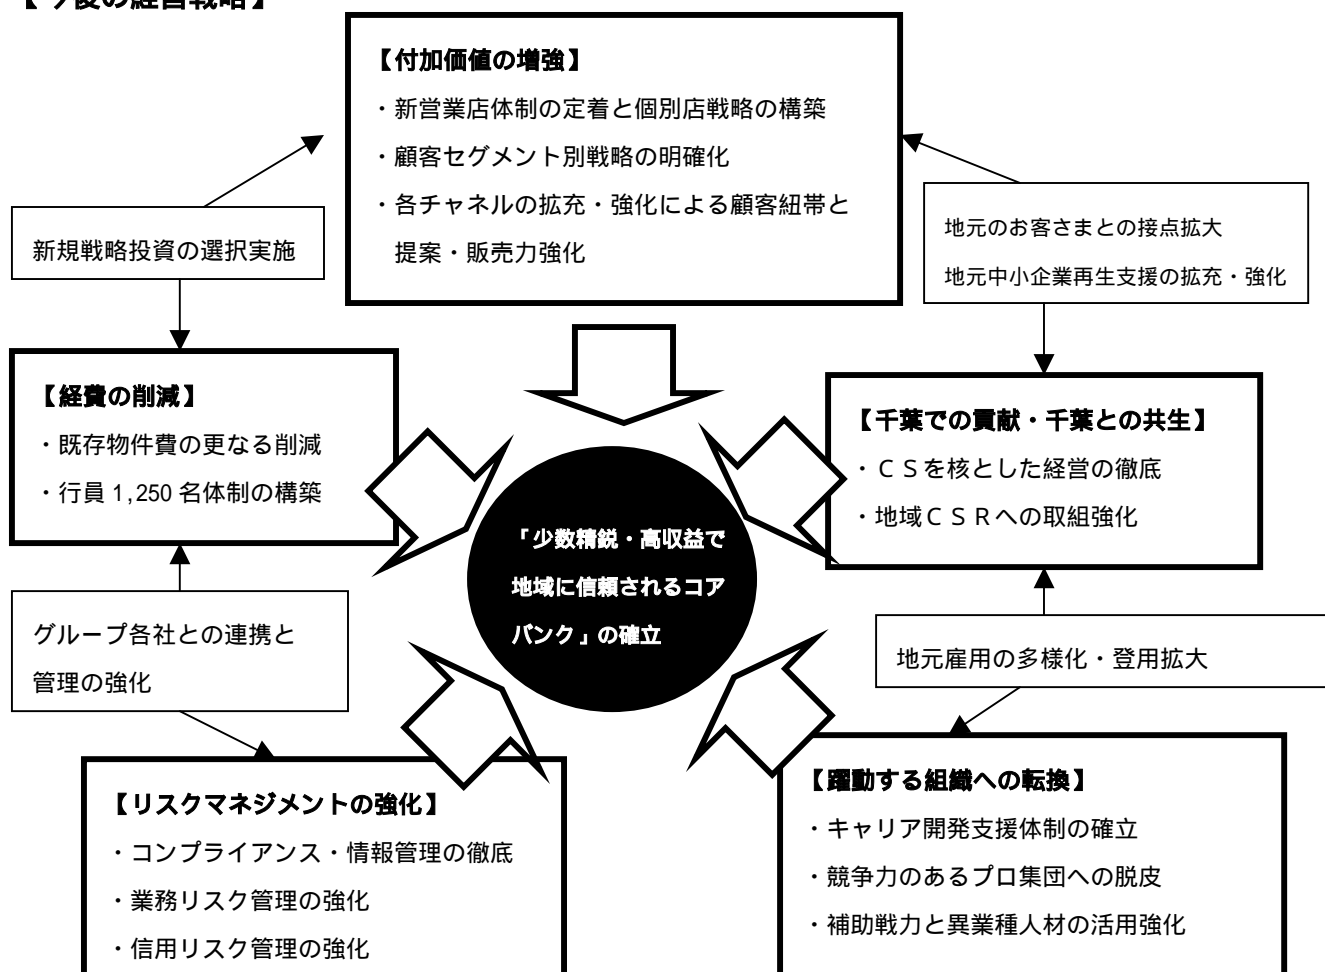 【今後の経営戦略】
【付加価値の増強】
・新営業店体制の定着と個別店戦略の構築
・顧客セグメント別戦略の明確化
・各チャネルの拡充・強化による顧客紐帯と
提案・販売力強化
新規戦略投資の選択実施
地元のお客さまとの接点拡大
地元中小企業再生支援の拡充・強化
【経費の削減】
・既存物件費の更なる削減
・行員1,250名体制の構築
【千葉での貢献・千葉との共生】
・ＣＳを核とした経営の徹底
・地域ＣＳＲへの取組強化
「少数精鋭・高収益で
地域に信頼されるコア
バンク」の確立
グループ各社との連携と
管理の強化
地元雇用の多様化・登用拡大
【リスクマネジメントの強化】
・コンプライアンス・情報管理の徹底
・業務リスク管理の強化
・信用リスク管理の強化
【躍動する組織への転換】
・キャリア開発支援体制の確立
・競争力のあるプロ集団への脱皮
・補助戦力と異業種人材の活用強化